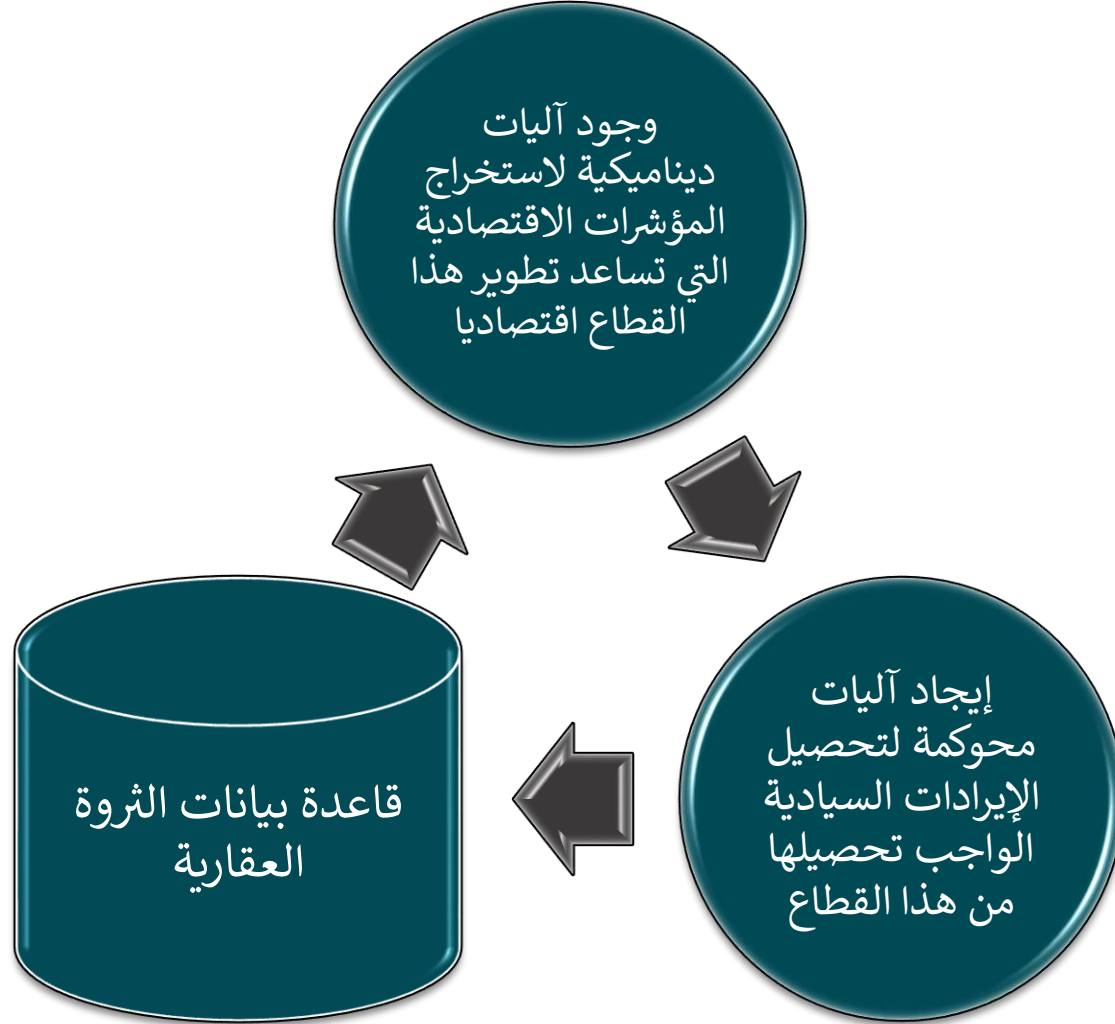 وجود آليات
ديناميكية لاستخراج
المؤشرات الاقتصادية
التي تساعد تطوير هذا
القطاع اقتصاديا
إيجاد آليات
محوكمة لتحصيل
الإيرادات السيادية
الواجب تحصيلها
من هذا القطاع
قاعدة بيانات الثروة
العقارية